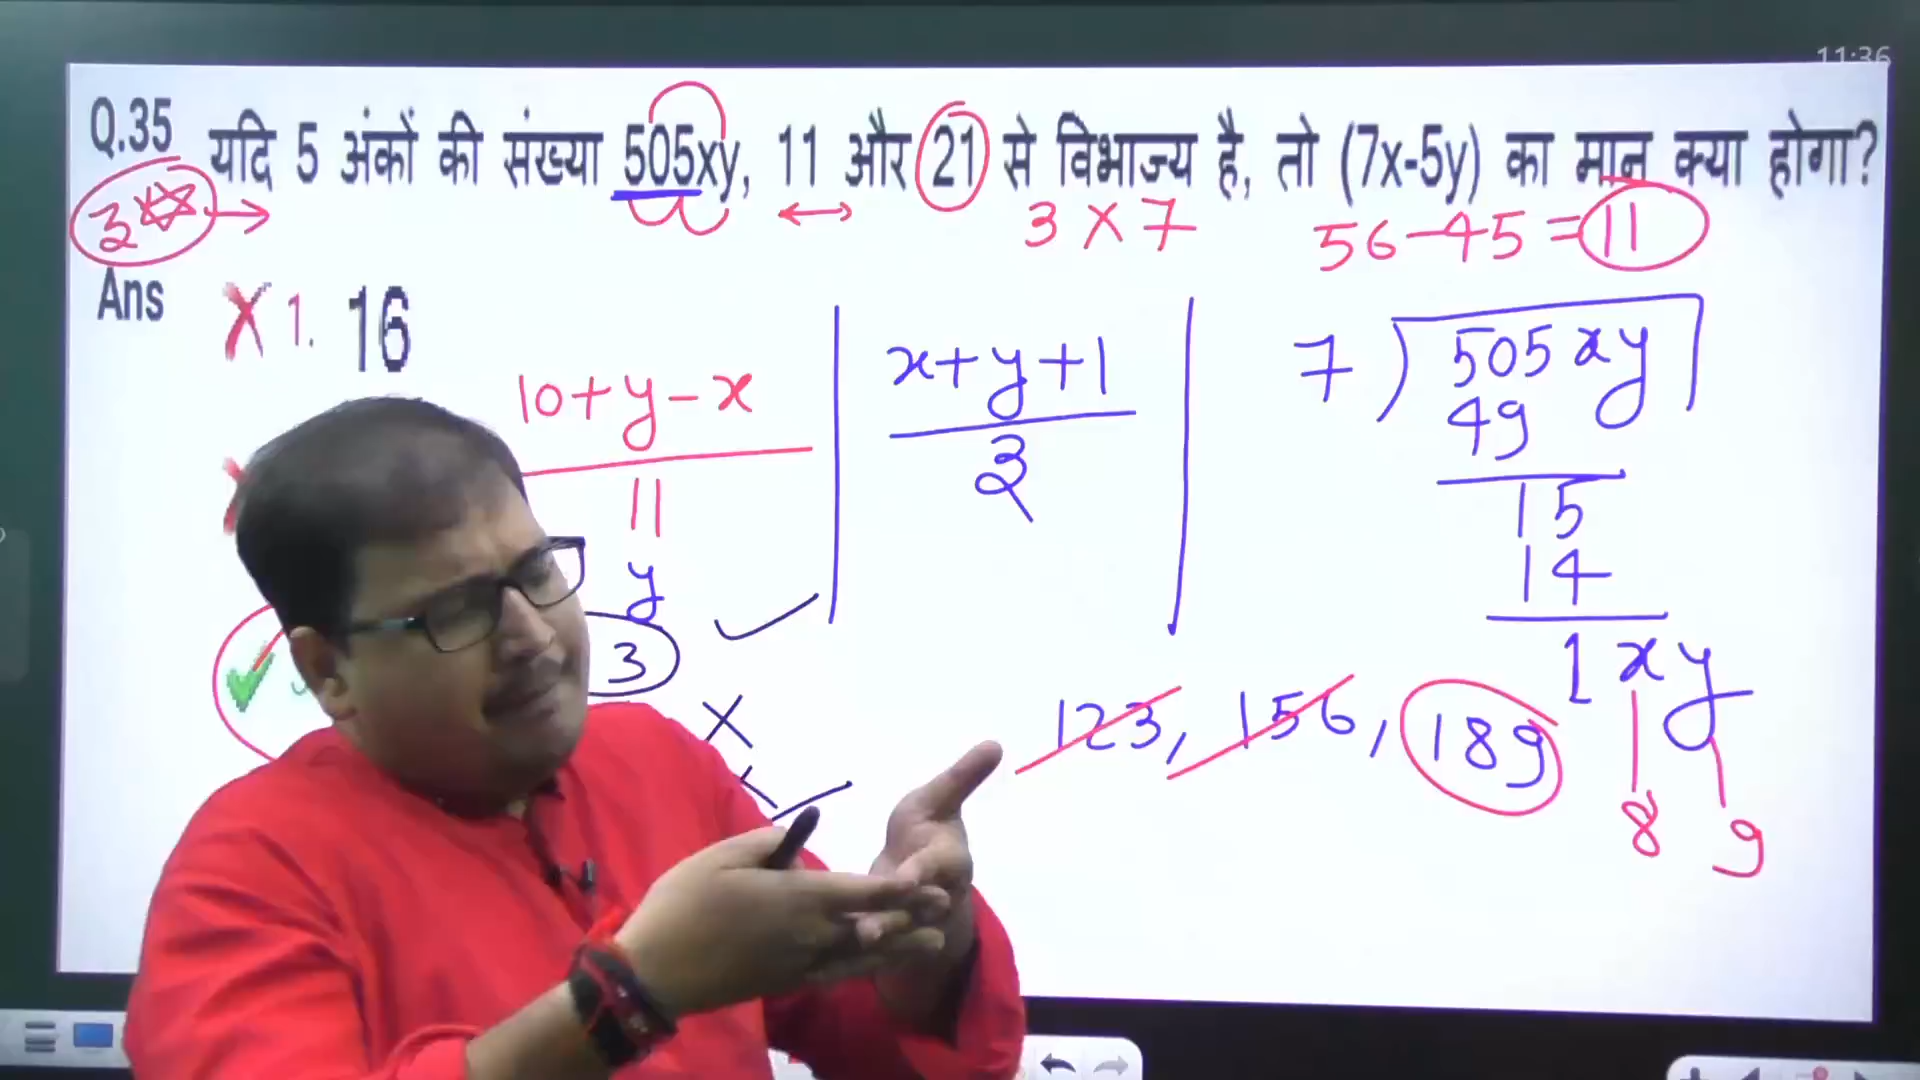 11:36
Q.35 यदि 5 अंकों की संख्या 505xy, 11 और 21 से विभाज्य है, तो (7x-5y) का मान क्या होगा?
3 × 7
56-45=11
Ans
X 1. 16
10+y-x
11
x+y+1
3
7) 505xy
49
15
14
1xy
y
3
X
123, 156, 189
8 9